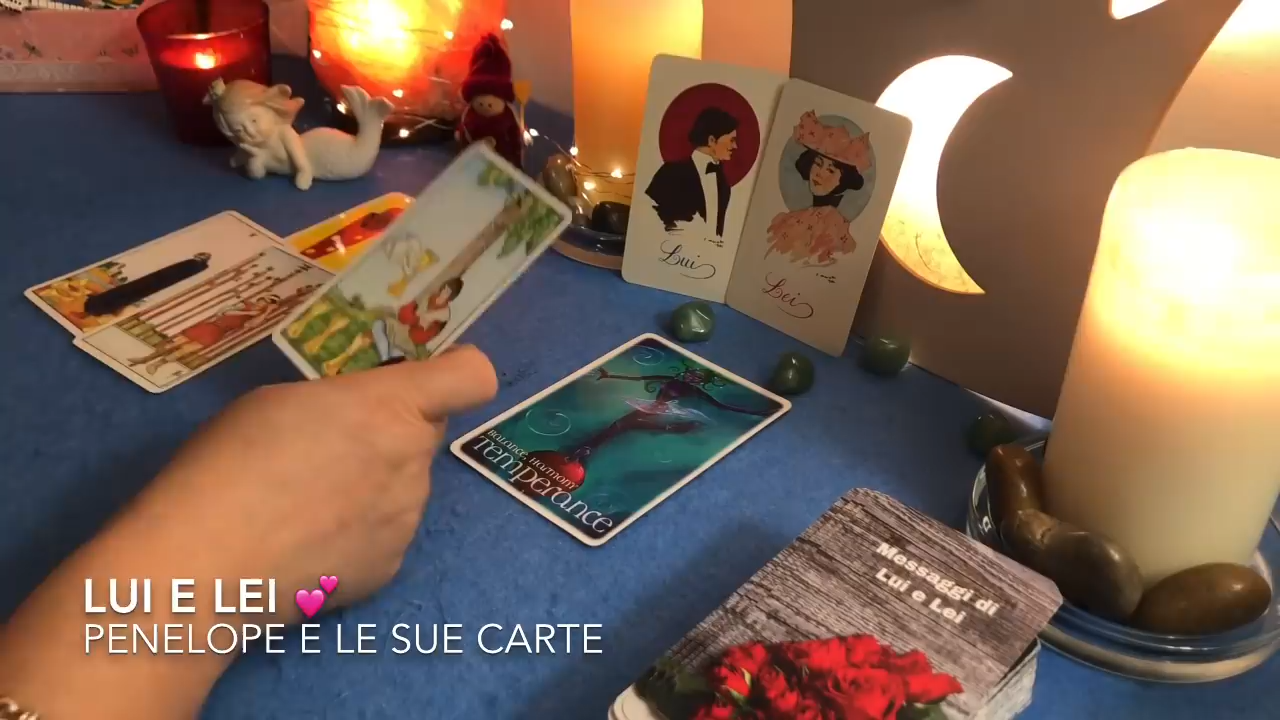 Lui
Lei
BALANCE, HARMONY
TEMPERANCE
Messaggi di
Lui e Lei
LUI E LEI 💕
PENELOPE E LE SUE CARTE